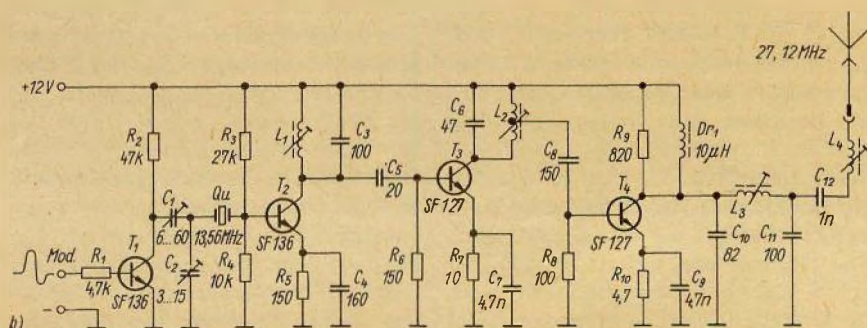 27,12MHz
+12V
R2
47k
R3
27k
L1
C3
100
C6
47
L2
R9
820
Dr1
10µH
L4
C1
6...60
Qu
13,56MHz
T2
SF136
C5
20
T3
SF127
C8
150
T4
SF127
L3
C12
1n
Mod.
R1
4,7k
T1
SF136
C2
3...15
R4
10k
R5
150
C4
160
R6
150
R7
10
C7
4,7n
R8
100
R10
4,7
C9
4,7n
C10
82
C11
100
b)